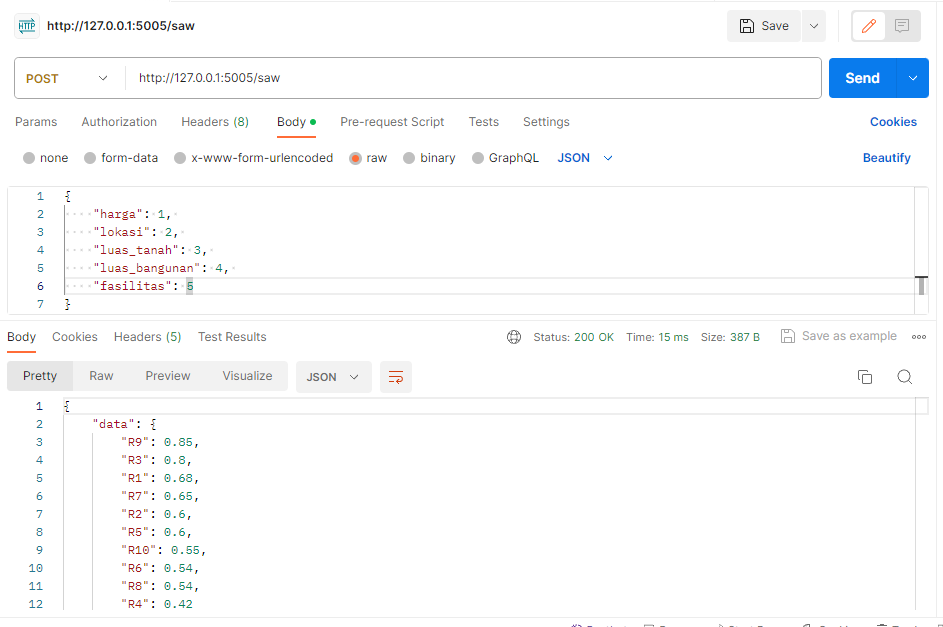 HTTP http://127.0.0.1:5005/saw Save
POST http://127.0.0.1:5005/saw Send
Params Authorization Headers (8) Body Pre-request Script Tests Settings Cookies
none form-data x-www-form-urlencoded raw binary GraphQL JSON Beautify
1 {
2 "harga": 1,
3 "lokasi": 2,
4 "luas_tanah": 3,
5 "luas_bangunan": 4,
6 "fasilitas": 5
7 }
Body Cookies Headers (5) Test Results Status: 200 OK Time: 15 ms Size: 387 B Save as example
Pretty Raw Preview Visualize JSON
1 {
2 "data": {
3 "R9": 0.85,
4 "R3": 0.8,
5 "R1": 0.68,
6 "R7": 0.65,
7 "R2": 0.6,
8 "R5": 0.6,
9 "R10": 0.55,
10 "R6": 0.54,
11 "R8": 0.54,
12 "R4": 0.42